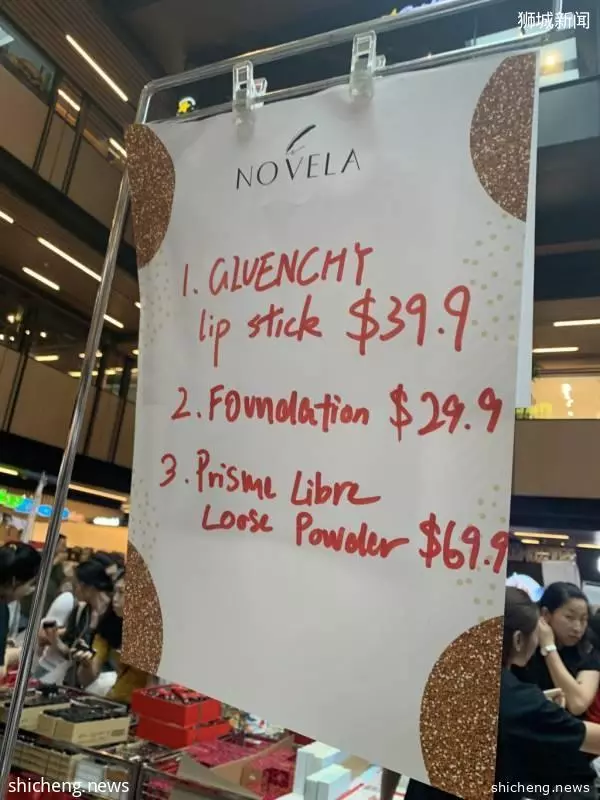 狮城新闻
NOVELA
1. GIVENCHY
lip stick $39.9
2. Foundation $29.9
3. Prisme Libre
Loose Powder $69.9
shicheng.news
shicheng.news